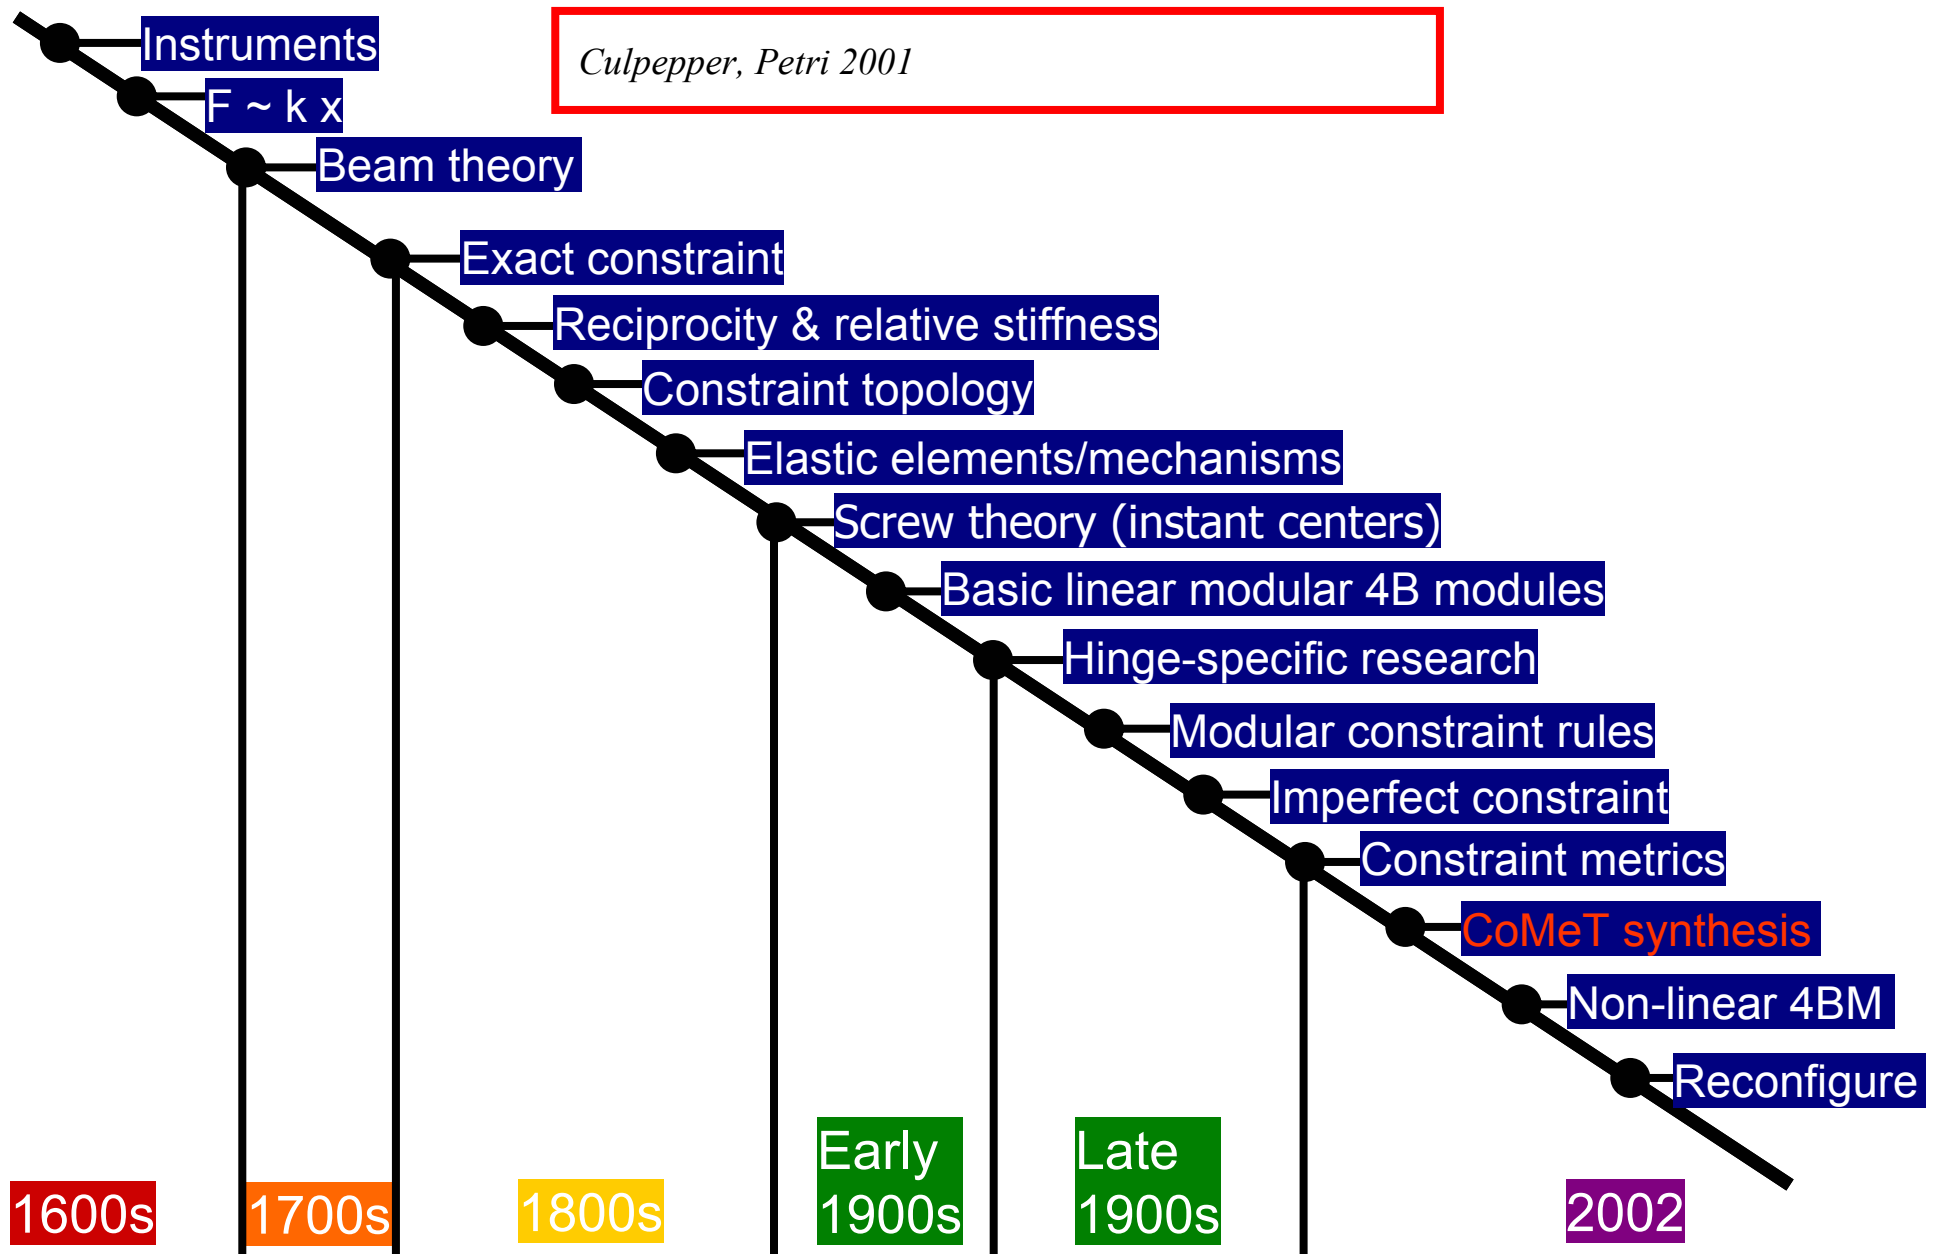 Instruments
Culpepper, Petri 2001
F ~ k x
Beam theory
Exact constraint
Reciprocity & relative stiffness
Constraint topology
Elastic elements/mechanisms
Screw theory (instant centers)
Basic linear modular 4B modules
Hinge-specific research
Modular constraint rules
Imperfect constraint
Constraint metrics
CoMeT synthesis
Non-linear 4BM
Reconfigure
1600s
1700s
1800s
Early
1900s
Late
1900s
2002